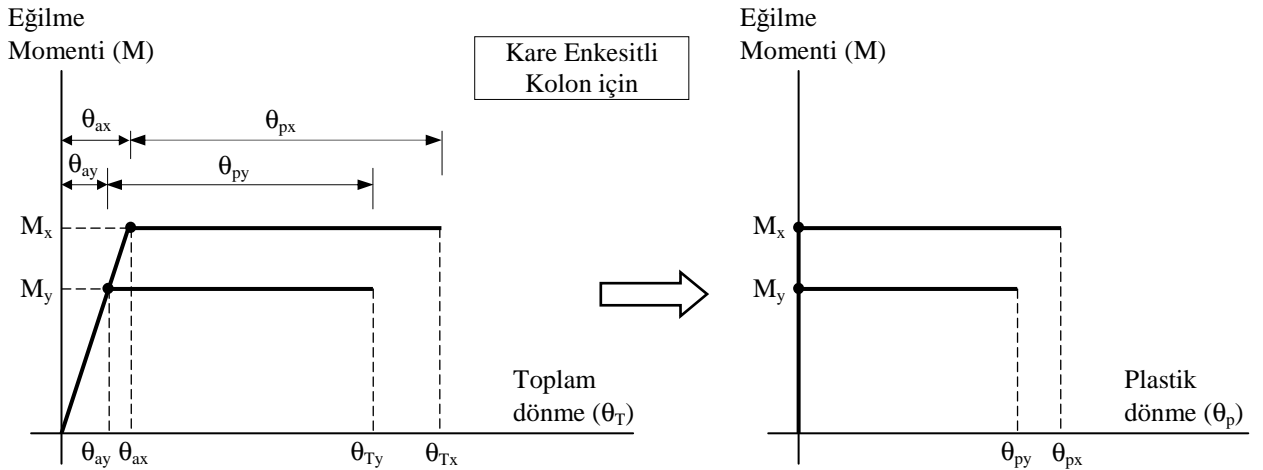 Eğilme
Momenti (M)
Kare Enkesitli
Kolon için
θax
θpx
θay
θpy
Mx
My
Toplam
dönme (θT)
θay
θax
θTy
θTx
Eğilme
Momenti (M)
Mx
My
Plastik
dönme (θp)
θpy
θpx